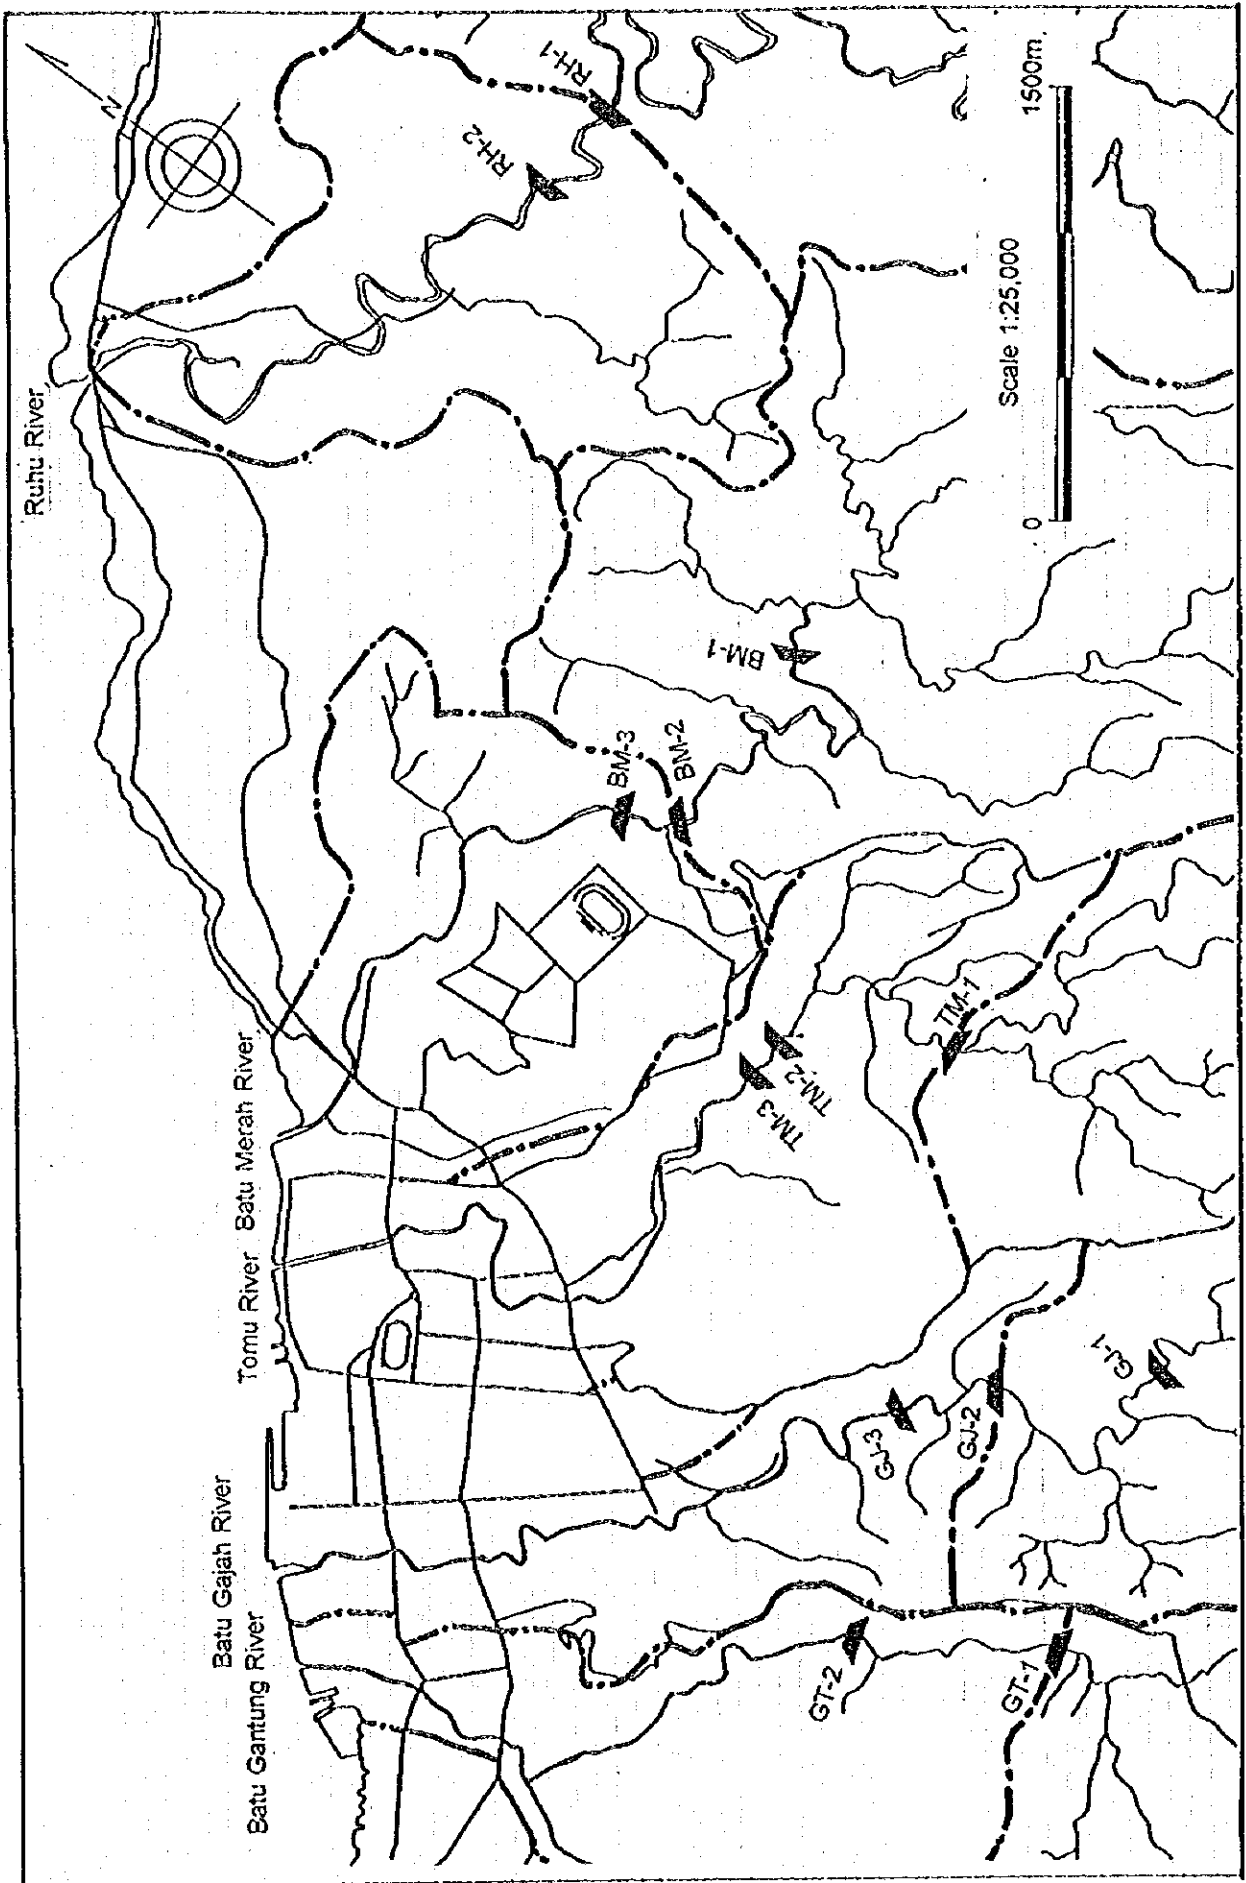 Ruhu River
Batu Merah River
Tomu River
Batu Gajah River
Batu Gantung River
N
RH-1
RH-2
BM-1
BM-2
BM-3
TM-1
TM-2
TM-3
GJ-1
GJ-2
GJ-3
GT-1
GT-2
Scale 1:25,000
0
1500m.